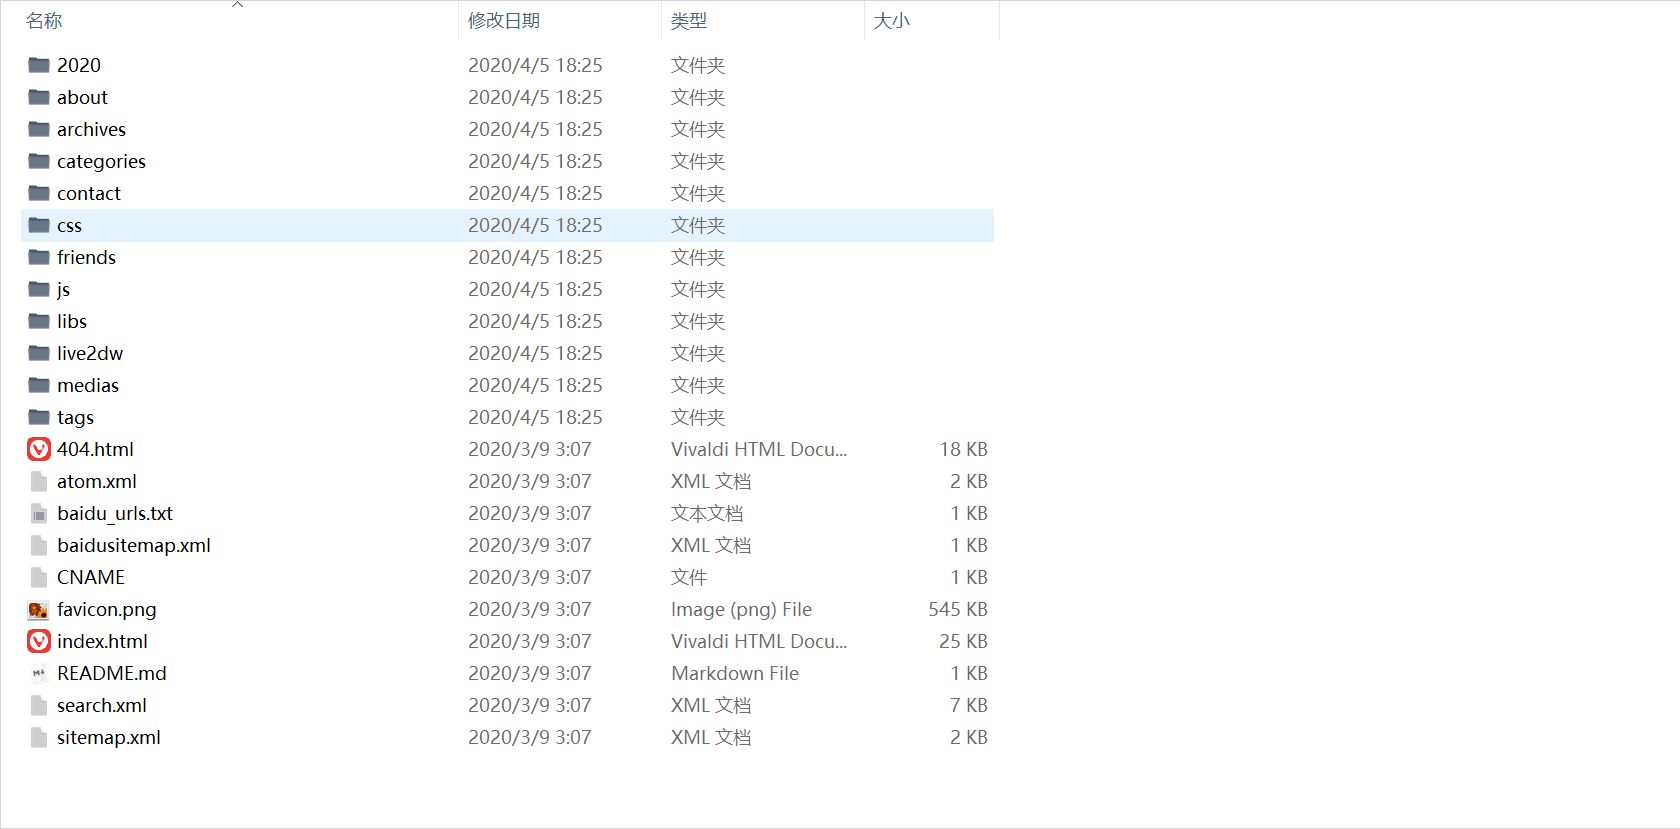 名称 修改日期 类型 大小
2020 2020/4/5 18:25 文件夹
about 2020/4/5 18:25 文件夹
archives 2020/4/5 18:25 文件夹
categories 2020/4/5 18:25 文件夹
contact 2020/4/5 18:25 文件夹
css 2020/4/5 18:25 文件夹
friends 2020/4/5 18:25 文件夹
js 2020/4/5 18:25 文件夹
libs 2020/4/5 18:25 文件夹
live2dw 2020/4/5 18:25 文件夹
medias 2020/4/5 18:25 文件夹
tags 2020/4/5 18:25 文件夹
404.html 2020/3/9 3:07 Vivaldi HTML Docu... 18 KB
atom.xml 2020/3/9 3:07 XML 文档 2 KB
baidu_urls.txt 2020/3/9 3:07 文本文档 1 KB
baidusitemap.xml 2020/3/9 3:07 XML 文档 1 KB
CNAME 2020/3/9 3:07 文件 1 KB
favicon.png 2020/3/9 3:07 Image (png) File 545 KB
index.html 2020/3/9 3:07 Vivaldi HTML Docu... 25 KB
README.md 2020/3/9 3:07 Markdown File 1 KB
search.xml 2020/3/9 3:07 XML 文档 7 KB
sitemap.xml 2020/3/9 3:07 XML 文档 2 KB